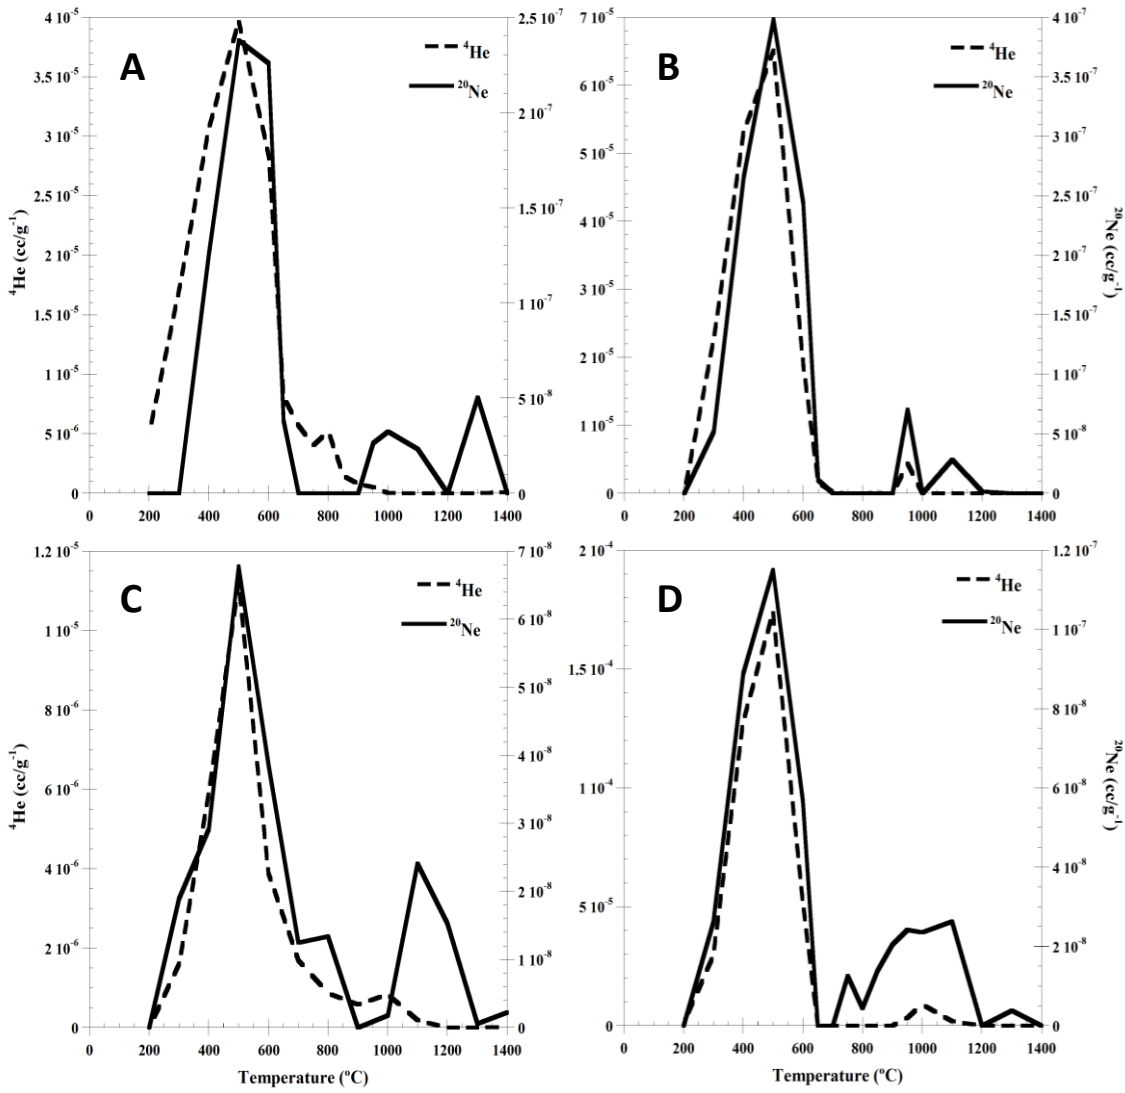 A
⁴He
²⁰Ne
4 10⁻⁵
3.5 10⁻⁵
3 10⁻⁵
2.5 10⁻⁵
2 10⁻⁵
1.5 10⁻⁵
1 10⁻⁵
5 10⁻⁶
0
2.5 10⁻⁷
2 10⁻⁷
1.5 10⁻⁷
1 10⁻⁷
5 10⁻⁸
0
0 200 400 600 800 1000 1200 1400
⁴He (cc/g⁻¹)
B
⁴He
²⁰Ne
7 10⁻⁵
6 10⁻⁵
5 10⁻⁵
4 10⁻⁵
3 10⁻⁵
2 10⁻⁵
1 10⁻⁵
0
4 10⁻⁷
3.5 10⁻⁷
3 10⁻⁷
2.5 10⁻⁷
2 10⁻⁷
1.5 10⁻⁷
1 10⁻⁷
5 10⁻⁸
0
0 200 400 600 800 1000 1200 1400
²⁰Ne (cc/g⁻¹)
C
⁴He
²⁰Ne
1.2 10⁻⁵
1 10⁻⁵
8 10⁻⁶
6 10⁻⁶
4 10⁻⁶
2 10⁻⁶
0
7 10⁻⁸
6 10⁻⁸
5 10⁻⁸
4 10⁻⁸
3 10⁻⁸
2 10⁻⁸
1 10⁻⁸
0
0 200 400 600 800 1000 1200 1400
⁴He (cc/g⁻¹)
Temperature (ºC)
D
⁴He
²⁰Ne
2 10⁻⁴
1.5 10⁻⁴
1 10⁻⁴
5 10⁻⁵
0
1.2 10⁻⁷
1 10⁻⁷
8 10⁻⁸
6 10⁻⁸
4 10⁻⁸
2 10⁻⁸
0
0 200 400 600 800 1000 1200 1400
²⁰Ne (cc/g⁻¹)
Temperature (ºC)